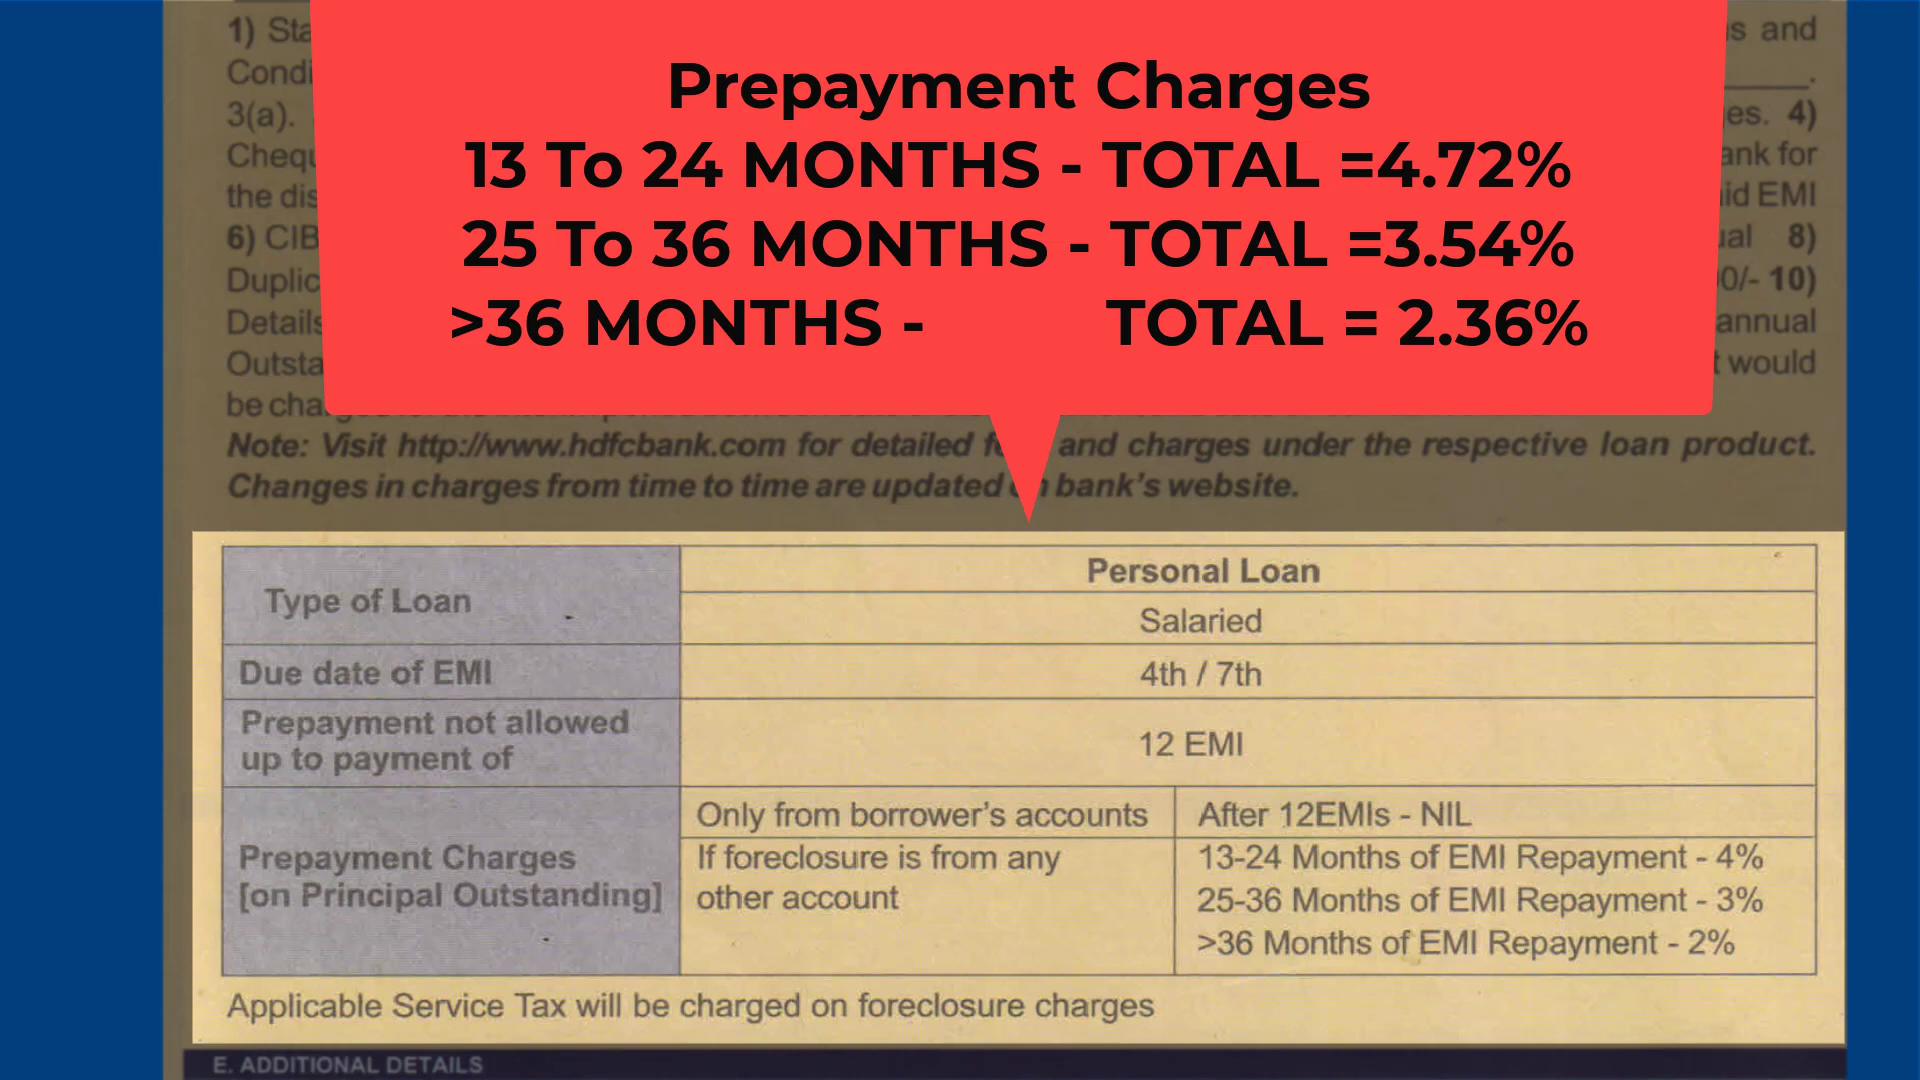 Prepayment Charges
13 To 24 MONTHS - TOTAL =4.72%
25 To 36 MONTHS - TOTAL =3.54%
>36 MONTHS - TOTAL = 2.36%
1) Sta s and
Condi .
3(a). es. 4)
Chequ ank for
the dis id EMI
6) CIB ual 8)
Duplic 0/- 10)
Details annual
Outsta t would
be cha
Note: Visit http://www.hdfcbank.com for detailed and charges under the respective loan product.
Changes in charges from time to time are updated bank's website.
Type of Loan
Personal Loan
Salaried
Due date of EMI
4th / 7th
Prepayment not allowed
up to payment of
12 EMI
Prepayment Charges
[on Principal Outstanding]
Only from borrower's accounts
After 12EMIs - NIL
If foreclosure is from any
other account
13-24 Months of EMI Repayment - 4%
25-36 Months of EMI Repayment - 3%
>36 Months of EMI Repayment - 2%
Applicable Service Tax will be charged on foreclosure charges
E. ADDITIONAL DETAILS